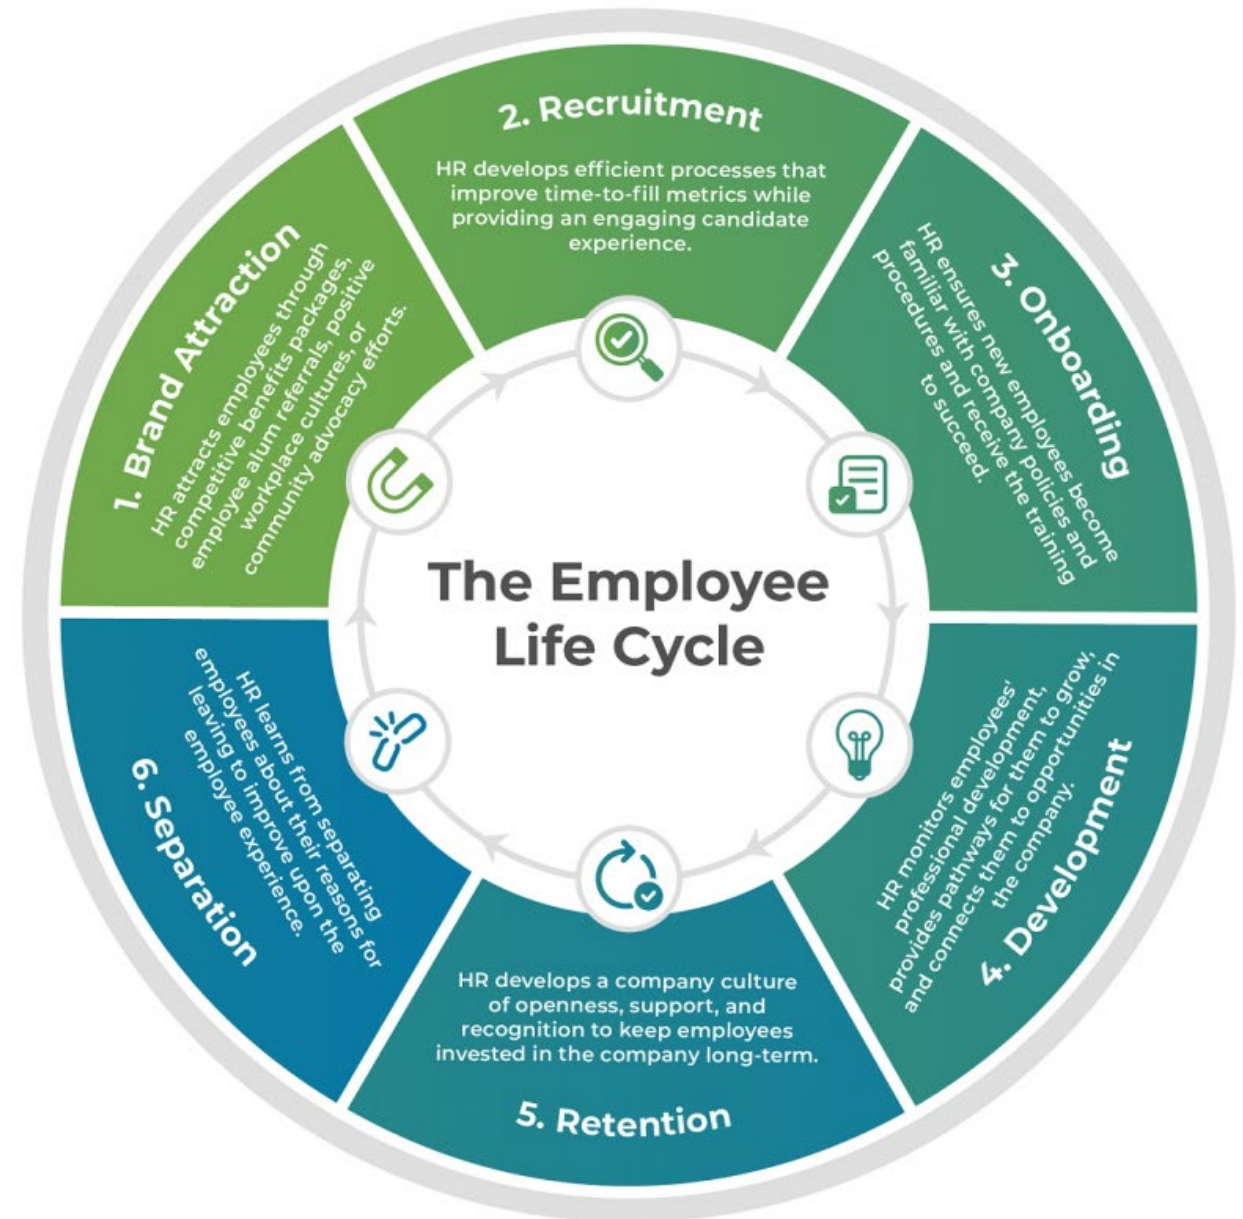 The Employee
Life Cycle
1. Brand Attraction
HR attracts employees through
competitive benefits packages,
employee alum referrals, positive
workplace cultures, or
community advocacy efforts.
2. Recruitment
HR develops efficient processes that
improve time-to-fill metrics while
providing an engaging candidate
experience.
3. Onboarding
HR ensures new employees become
familiar with company policies and
procedures and receive the training
to succeed.
4. Development
HR monitors employees'
professional development,
provides pathways for them to grow,
and connects them to opportunities in
the company.
5. Retention
HR develops a company culture
of openness, support, and
recognition to keep employees
invested in the company long-term.
6. Separation
HR learns from separating
employees about their reasons for
leaving to improve upon the
employee experience.